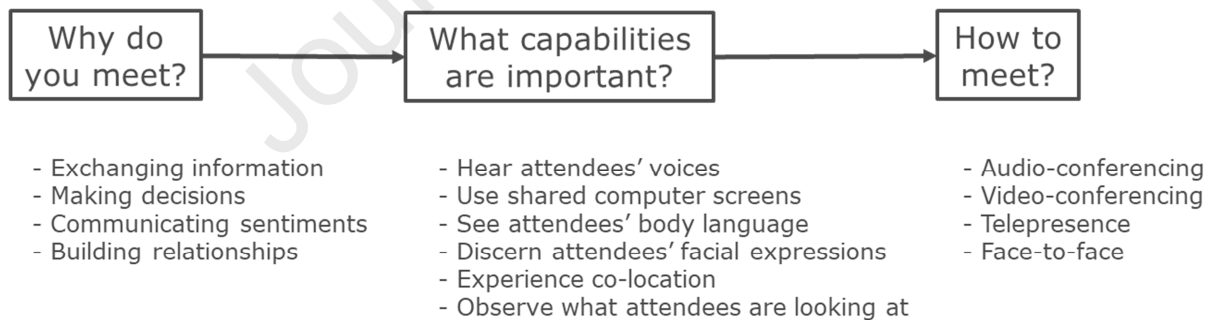 Why do
you meet?
What capabilities
are important?
How to
meet?
- Exchanging information
- Making decisions
- Communicating sentiments
- Building relationships
- Hear attendees’ voices
- Use shared computer screens
- See attendees’ body language
- Discern attendees’ facial expressions
- Experience co-location
- Observe what attendees are looking at
- Audio-conferencing
- Video-conferencing
- Telepresence
- Face-to-face